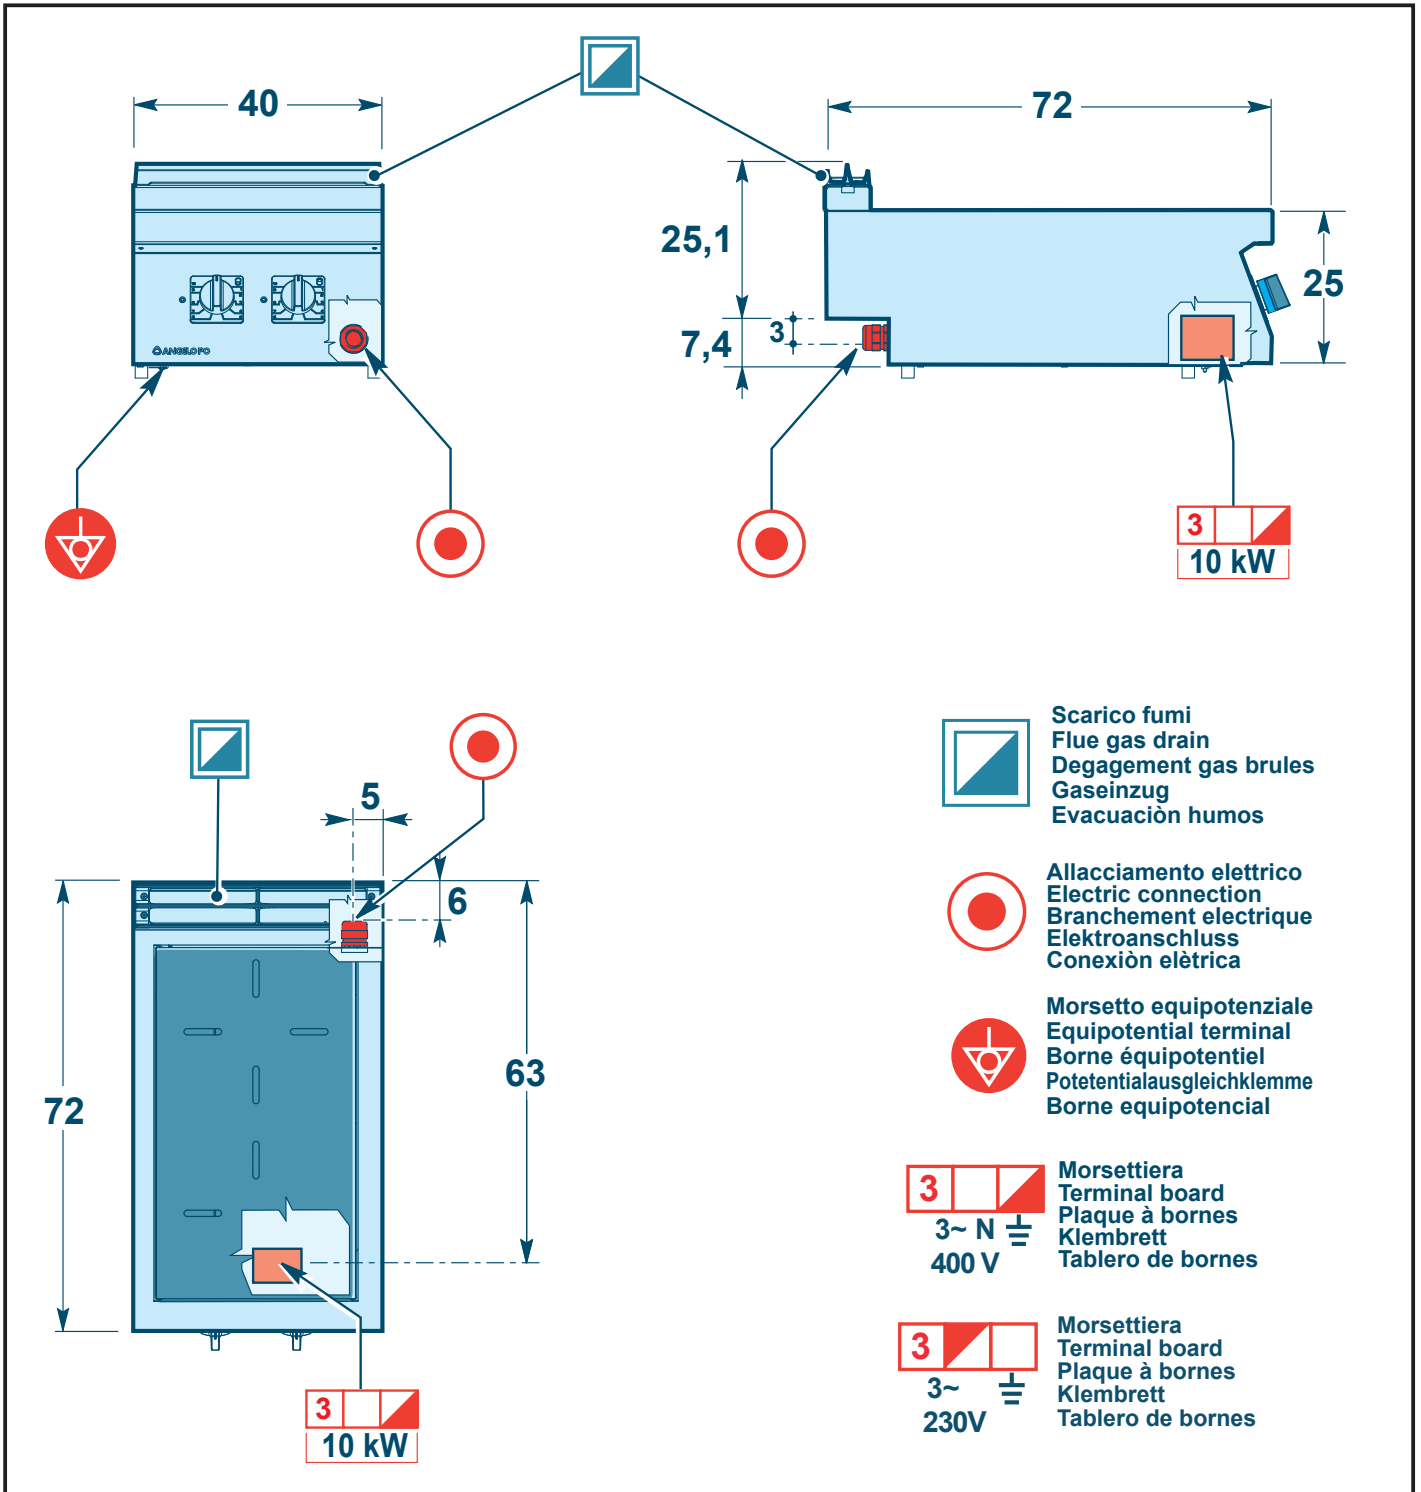 40
72
25,1
3
7,4
25
ANGELO PO
3
10 kW
5
6
63
72
3
10 kW
Scarico fumi
Flue gas drain
Degagement gas brules
Gaseinzug
Evacuaciòn humos
Allacciamento elettrico
Electric connection
Branchement electrique
Elektroanschluss
Conexiòn elètrica
Morsetto equipotenziale
Equipotential terminal
Borne équipotentiel
Potetentialausgleichklemme
Borne equipotencial
3
3~ N
400 V
Morsettiera
Terminal board
Plaque à bornes
Klembrett
Tablero de bornes
3
3~
230V
Morsettiera
Terminal board
Plaque à bornes
Klembrett
Tablero de bornes